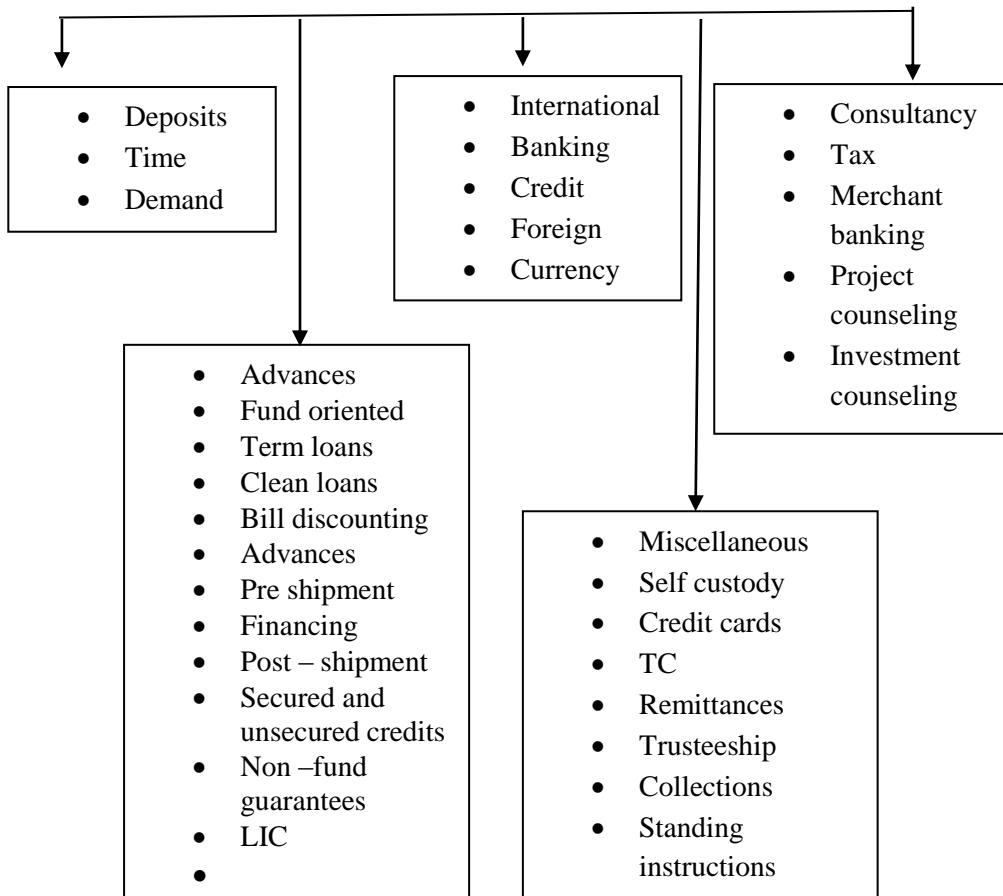 • Deposits
• Time
• Demand
• International
• Banking
• Credit
• Foreign
• Currency
• Consultancy
• Tax
• Merchant
banking
• Project
counseling
• Investment
counseling
• Advances
• Fund oriented
• Term loans
• Clean loans
• Bill discounting
• Advances
• Pre shipment
• Financing
• Post – shipment
• Secured and
unsecured credits
• Non –fund
guarantees
• LIC
•
• Miscellaneous
• Self custody
• Credit cards
• TC
• Remittances
• Trusteeship
• Collections
• Standing
instructions